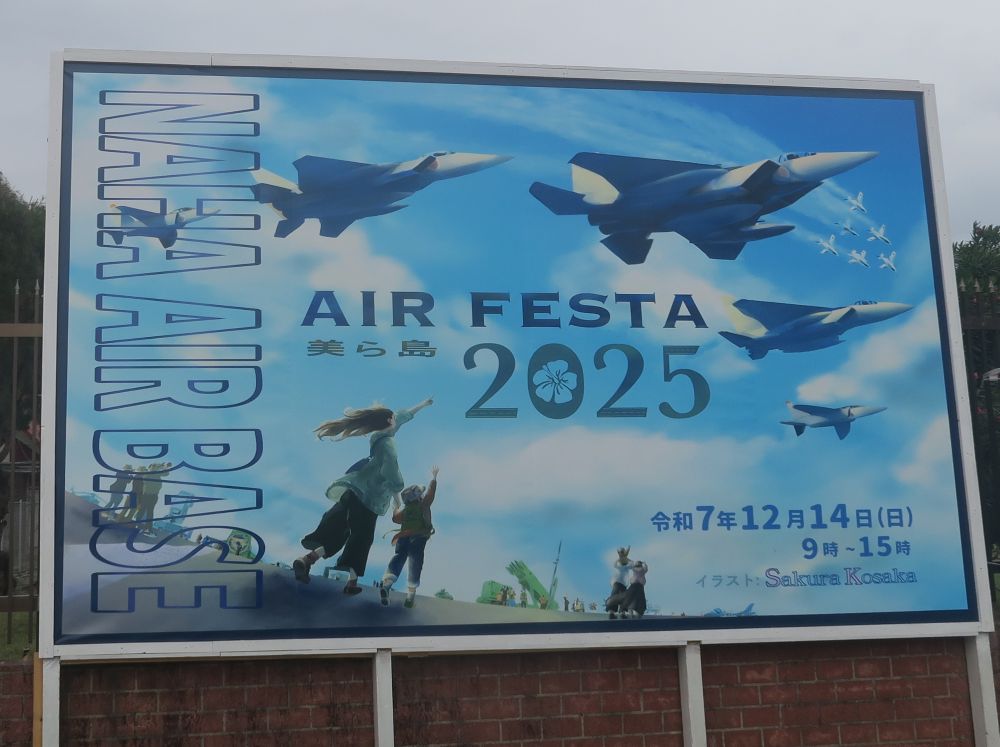 NAHA AIR BASE
AIR FESTA
美ら島
2025
令和7年12月14日(日)
9時~15時
イラスト: Sakura Kosaka